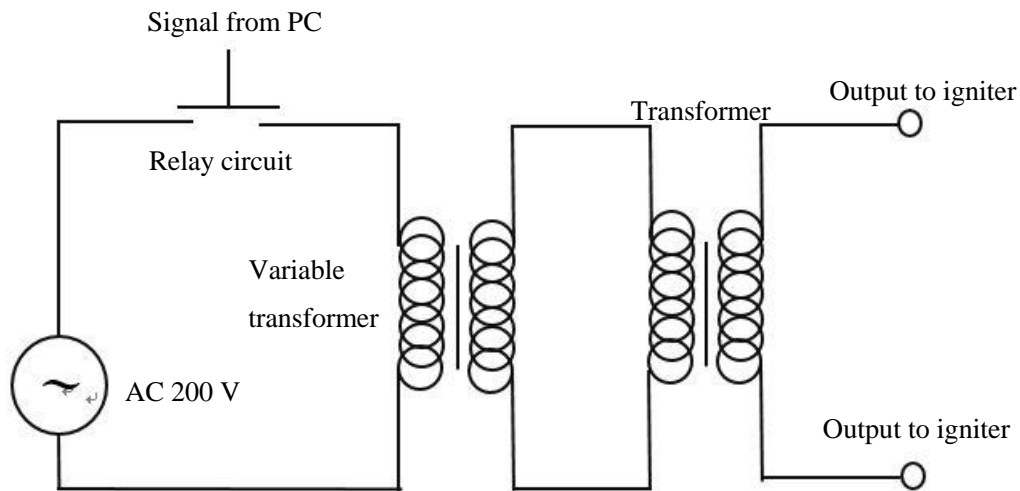 Signal from PC
Relay circuit
Transformer
Output to igniter
Variable
transformer
AC 200 V
Output to igniter